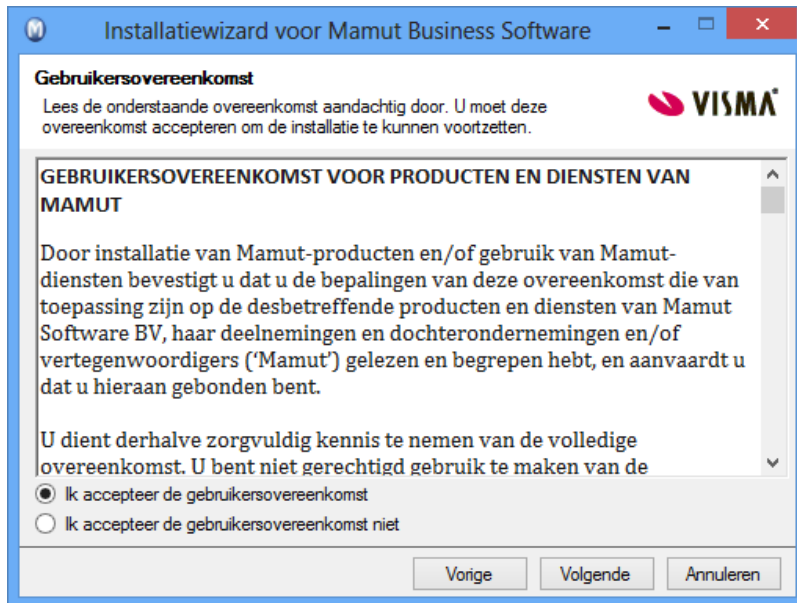 Installatiewizard voor Mamut Business Software
Gebruikersovereenkomst
Lees de onderstaande overeenkomst aandachtig door. U moet deze
overeenkomst accepteren om de installatie te kunnen voortzetten.
VISMA
GEBRUIKERSOVEREENKOMST VOOR PRODUCTEN EN DIENSTEN VAN
MAMUT
Door installatie van Mamut-producten en/of gebruik van Mamut-
diensten bevestigt u dat u de bepalingen van deze overeenkomst die van
toepassing zijn op de desbetreffende producten en diensten van Mamut
Software BV, haar deelnemingen en dochterondernemingen en/of
vertegenwoordigers (‘Mamut’) gelezen en begrepen hebt, en aanvaardt u
dat u hieraan gebonden bent.
U dient derhalve zorgvuldig kennis te nemen van de volledige
overeenkomst. U bent niet gerechtigd gebruik te maken van de
Ik accepteer de gebruikersovereenkomst
Ik accepteer de gebruikersovereenkomst niet
Vorige
Volgende
Annuleren